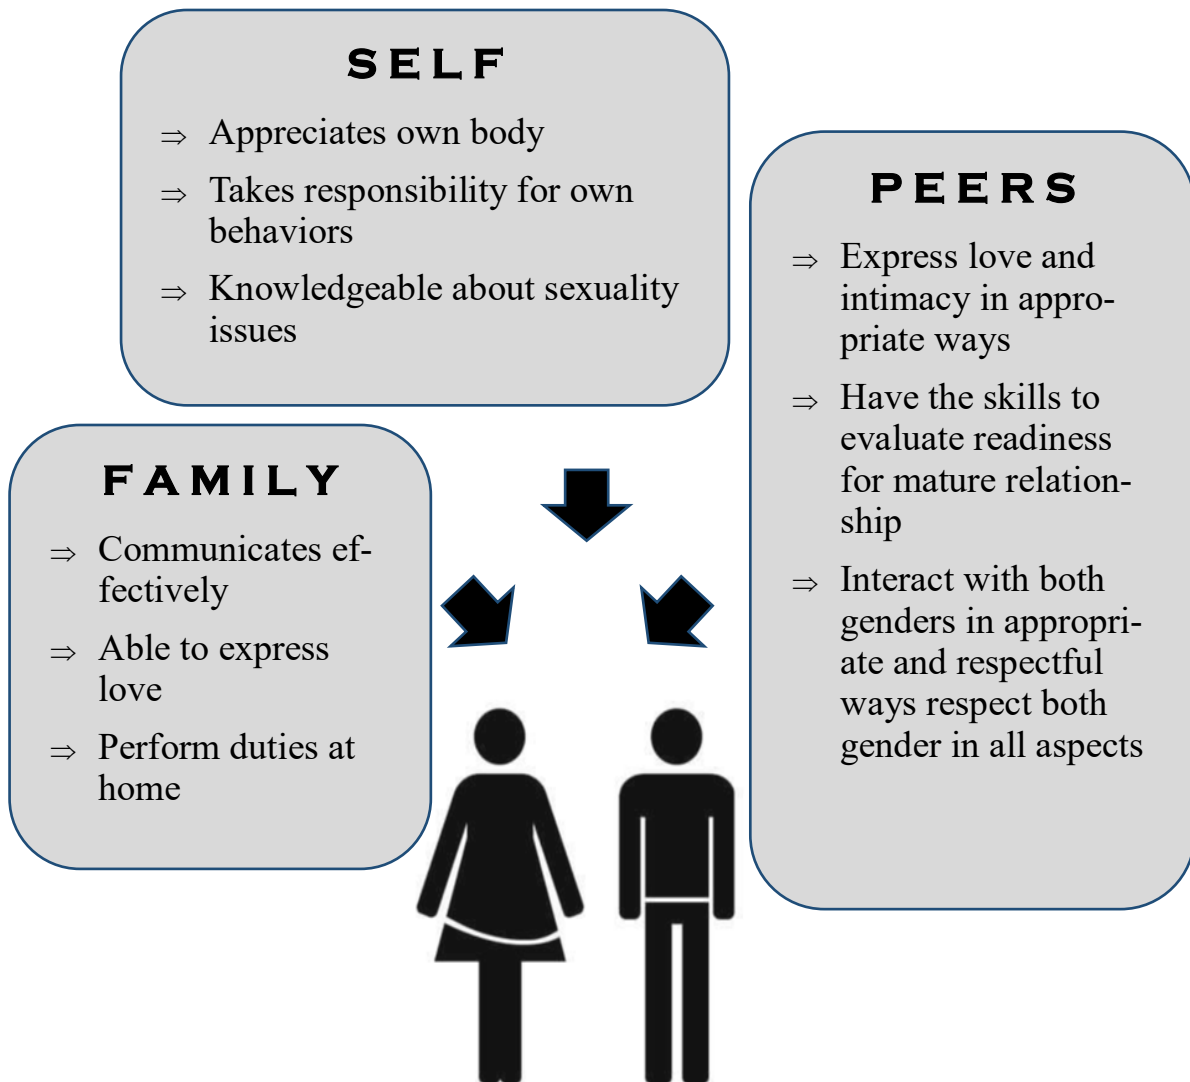 SELF
⇒ Appreciates own body
⇒ Takes responsibility for own
behaviors
⇒ Knowledgeable about sexuality
issues
PEERS
⇒ Express love and
intimacy in appro-
priate ways
⇒ Have the skills to
evaluate readiness
for mature relation-
ship
⇒ Interact with both
genders in appropri-
ate and respectful
ways respect both
gender in all aspects
FAMILY
⇒ Communicates ef-
fectively
⇒ Able to express
love
⇒ Perform duties at
home